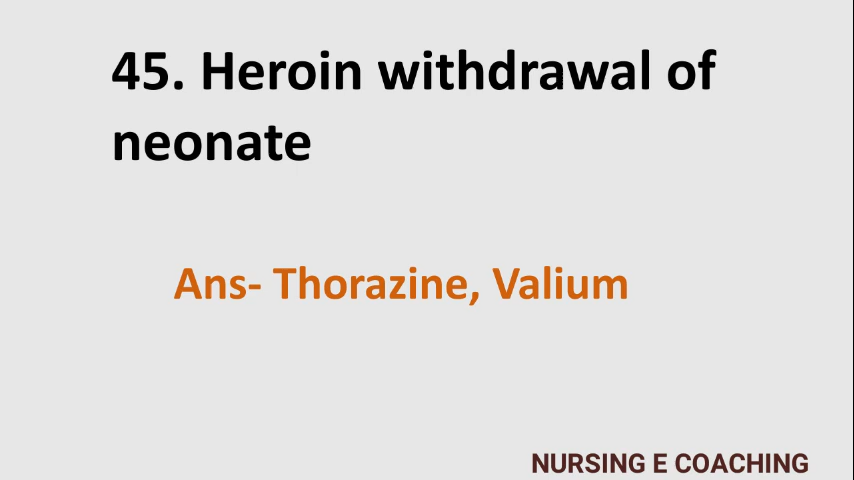 45. Heroin withdrawal of
neonate
Ans- Thorazine, Valium
NURSING E COACHING